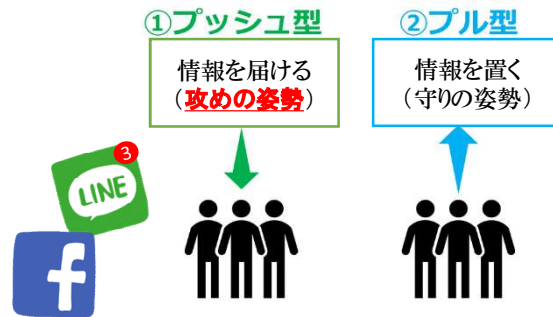 ①プッシュ型
情報を届ける
（攻めの姿勢）
②プル型
情報を置く
（守りの姿勢）
3
LINE
f